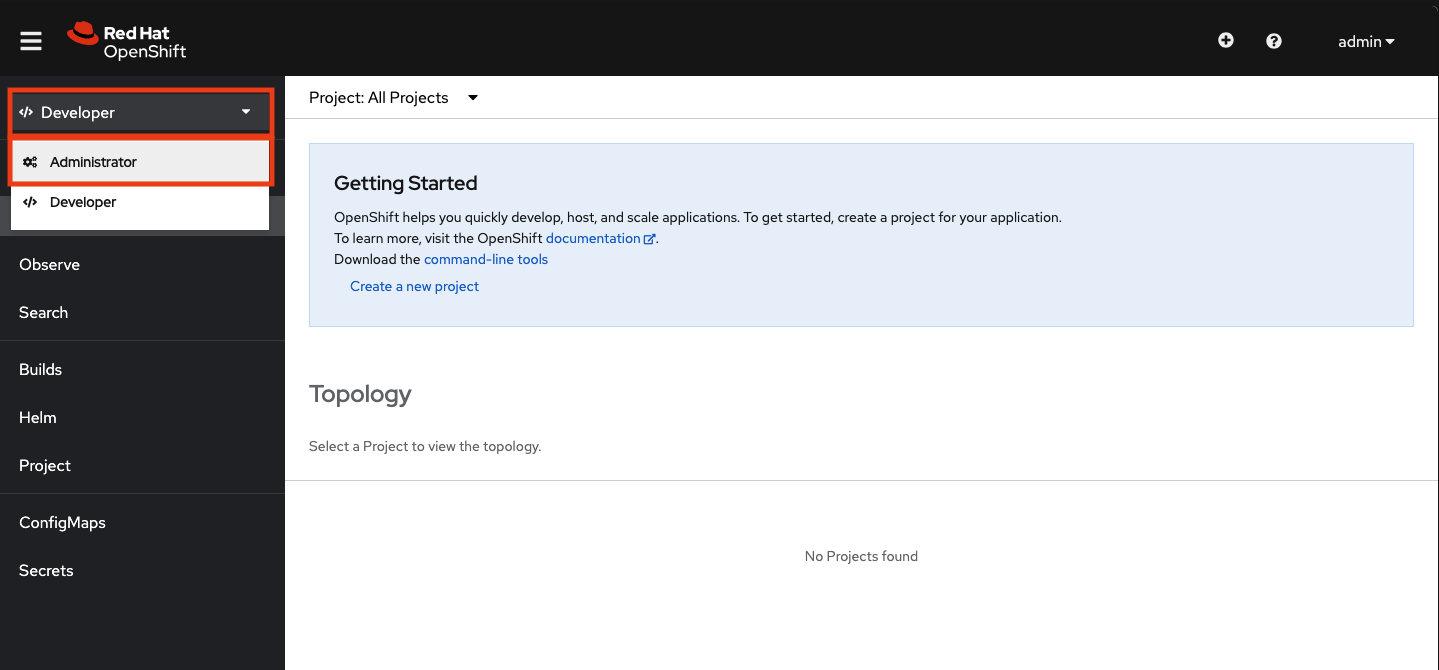 Red Hat
OpenShift
admin
Developer
Administrator
Developer
Observe
Search
Builds
Helm
Project
ConfigMaps
Secrets
Project: All Projects
Getting Started
OpenShift helps you quickly develop, host, and scale applications. To get started, create a project for your application.
To learn more, visit the OpenShift documentation.
Download the command-line tools
Create a new project
Topology
Select a Project to view the topology.
No Projects found